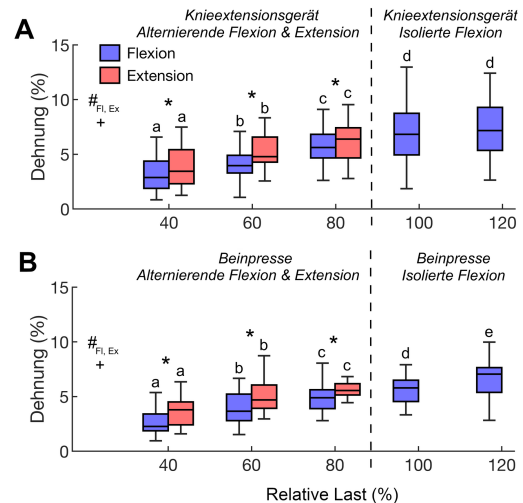 Knieextensionsgerät
Alternierende Flexion & Extension
Knieextensionsgerät
Isolierte Flexion
A
Dehnung (%)
15
10
5
0
Flexion
Extension
#Fl, Ex
+
*
*
*
a
a
b
b
c
c
d
d
40
60
80
100
120
Beinpresse
Alternierende Flexion & Extension
Beinpresse
Isolierte Flexion
B
Dehnung (%)
15
10
5
0
#Fl, Ex
+
*
*
*
a
a
b
b
c
c
d
e
40
60
80
100
120
Relative Last (%)